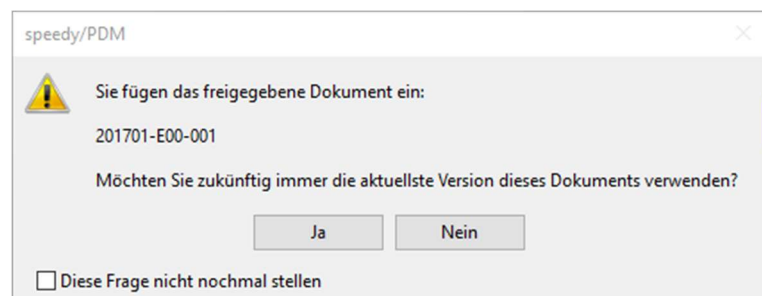 speedy/PDM
Sie fügen das freigegebene Dokument ein:
201701-E00-001
Möchten Sie zukünftig immer die aktuellste Version dieses Dokuments verwenden?
Ja
Nein
Diese Frage nicht nochmal stellen